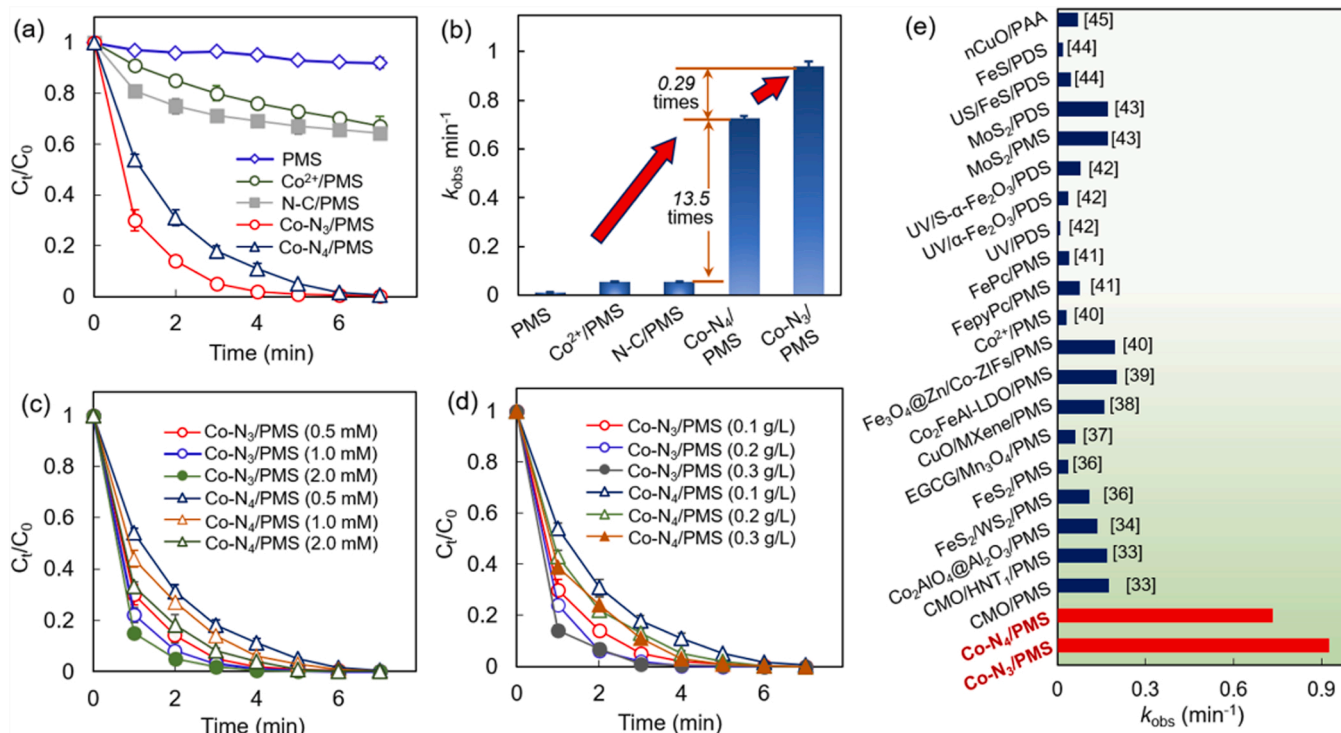 (a)
1
0.8
0.6
0.4
0.2
0
Cₜ/C₀
PMS
Co²⁺/PMS
N-C/PMS
Co-N₃/PMS
Co-N₄/PMS
0 2 4 6
Time (min)
(b)
1
0.8
0.6
0.4
0.2
0
k_obs min⁻¹
0.29
times
13.5
times
PMS
Co²⁺/PMS
N-C/PMS
Co-N₄/
PMS
Co-N₃/
PMS
(c)
1
0.8
0.6
0.4
0.2
0
Cₜ/C₀
Co-N₃/PMS (0.5 mM)
Co-N₃/PMS (1.0 mM)
Co-N₃/PMS (2.0 mM)
Co-N₄/PMS (0.5 mM)
Co-N₄/PMS (1.0 mM)
Co-N₄/PMS (2.0 mM)
0 2 4 6
Time (min)
(d)
1
0.8
0.6
0.4
0.2
0
Cₜ/C₀
Co-N₃/PMS (0.1 g/L)
Co-N₃/PMS (0.2 g/L)
Co-N₃/PMS (0.3 g/L)
Co-N₄/PMS (0.1 g/L)
Co-N₄/PMS (0.2 g/L)
Co-N₄/PMS (0.3 g/L)
0 2 4 6
Time (min)
(e)
nCuO/PAA [45]
FeS/PDS [44]
US/FeS/PDS [44]
MoS₂/PDS [43]
MoS₂/PMS [43]
UV/S-α-Fe₂O₃/PDS [42]
UV/α-Fe₂O₃/PDS [42]
UV/PDS [42]
FePc/PMS [41]
FepyPc/PMS [41]
Co²⁺/PMS [40]
Fe₃O₄@Zn/Co-ZIFs/PMS [40]
Co₂FeAl-LDO/PMS [39]
CuO/MXene/PMS [38]
EGCG/Mn₃O₄/PMS [37]
FeS₂/PMS [36]
FeS₂/WS₂/PMS [36]
Co₂AlO₄@Al₂O₃/PMS [34]
CMO/HNT₁/PMS [33]
CMO/PMS [33]
Co-N₄/PMS
Co-N₃/PMS
0 0.3 0.6 0.9
k_obs (min⁻¹)